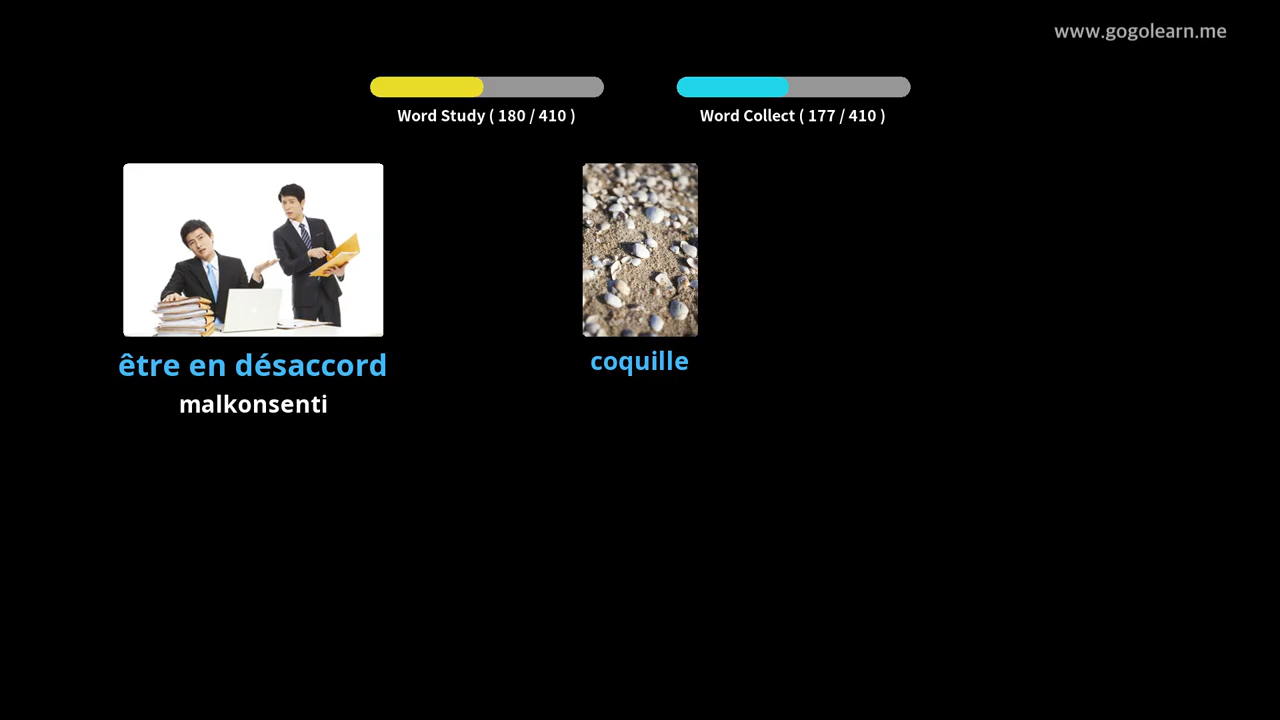 www.gogolearn.me
Word Study ( 180 / 410 )
Word Collect ( 177 / 410 )
être en désaccord
malkonsenti
coquille